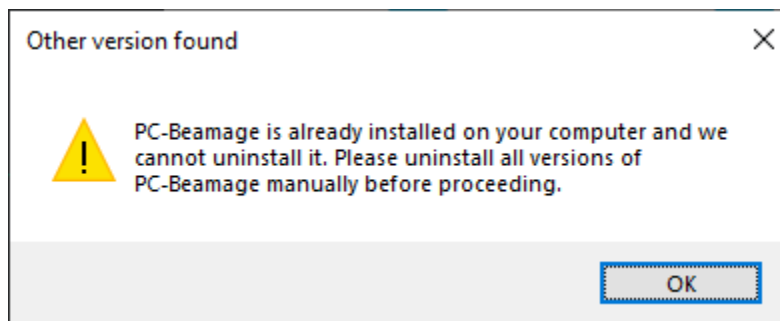 Other version found
PC-Beamage is already installed on your computer and we
cannot uninstall it. Please uninstall all versions of
PC-Beamage manually before proceeding.
OK